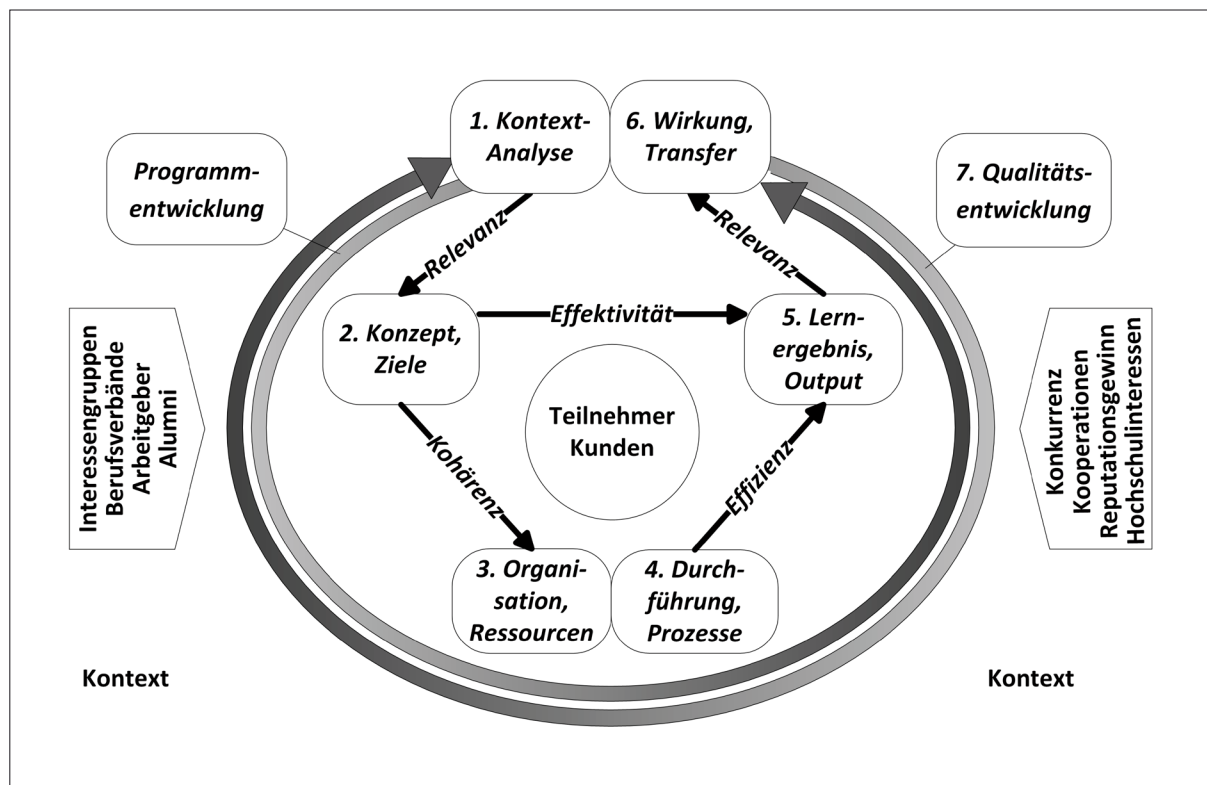 1. Kontext-
Analyse
6. Wirkung,
Transfer
Programm-
entwicklung
7. Qualitäts-
entwicklung
Relevanz
Relevanz
2. Konzept,
Ziele
Effektivität
5. Lern-
ergebnis,
Output
Interessengruppen
Berufsverbände
Arbeitgeber
Alumni
Teilnehmer
Kunden
Konkurrenz
Kooperationen
Reputationsgewinn
Hochschulinteressen
Kohärenz
Effizienz
3. Organi-
sation,
Ressourcen
4. Durch-
führung,
Prozesse
Kontext
Kontext